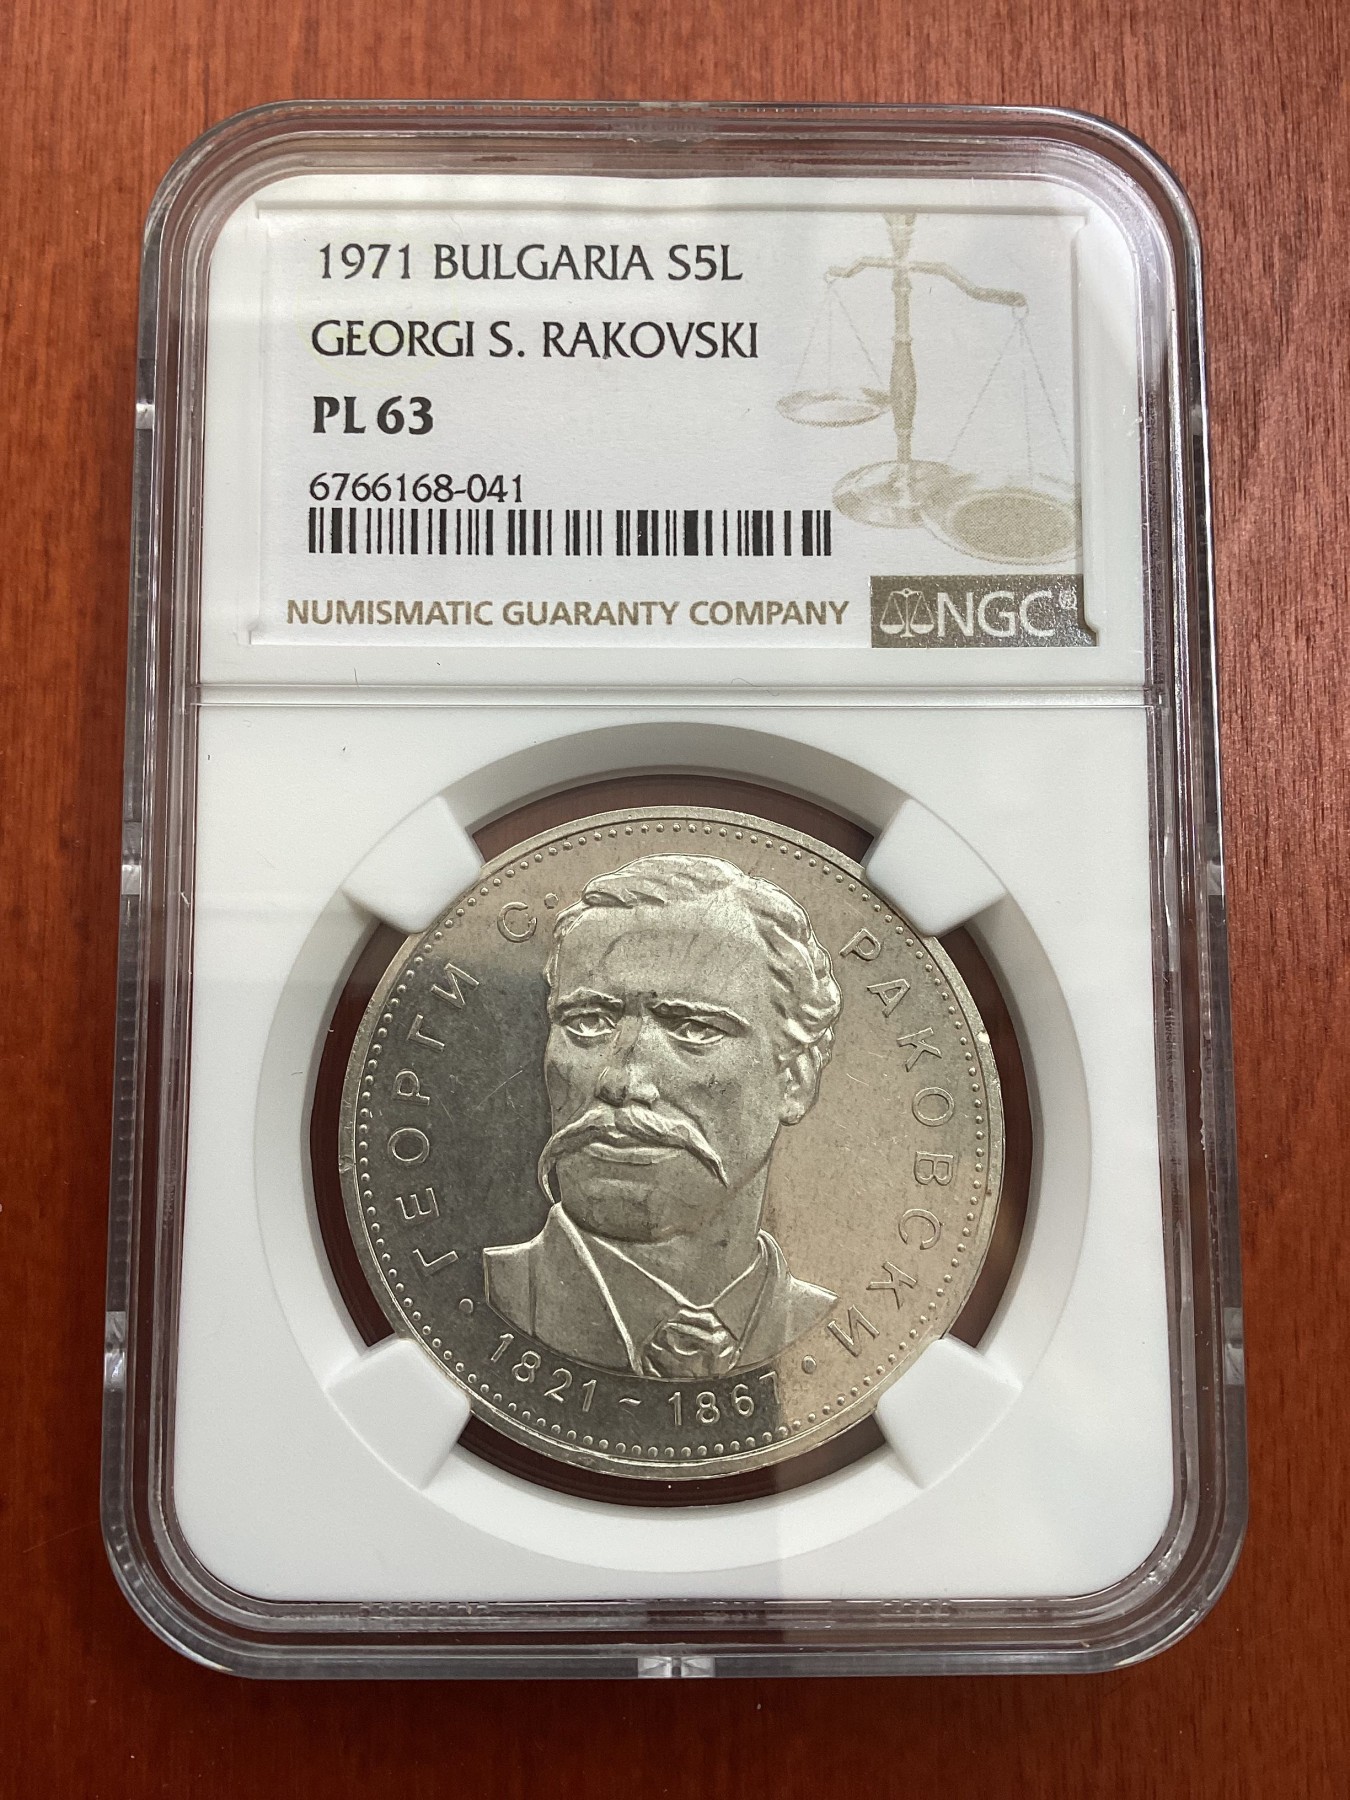 1971 BULGARIA S5L
GEORGI S. RAKOVSKI
PL 63
6766168-041
NUMISMATIC GUARANTY COMPANY
NGC®
ГЕОРГИ С. РАКОВСКИ
• 1821 ~ 1867 •